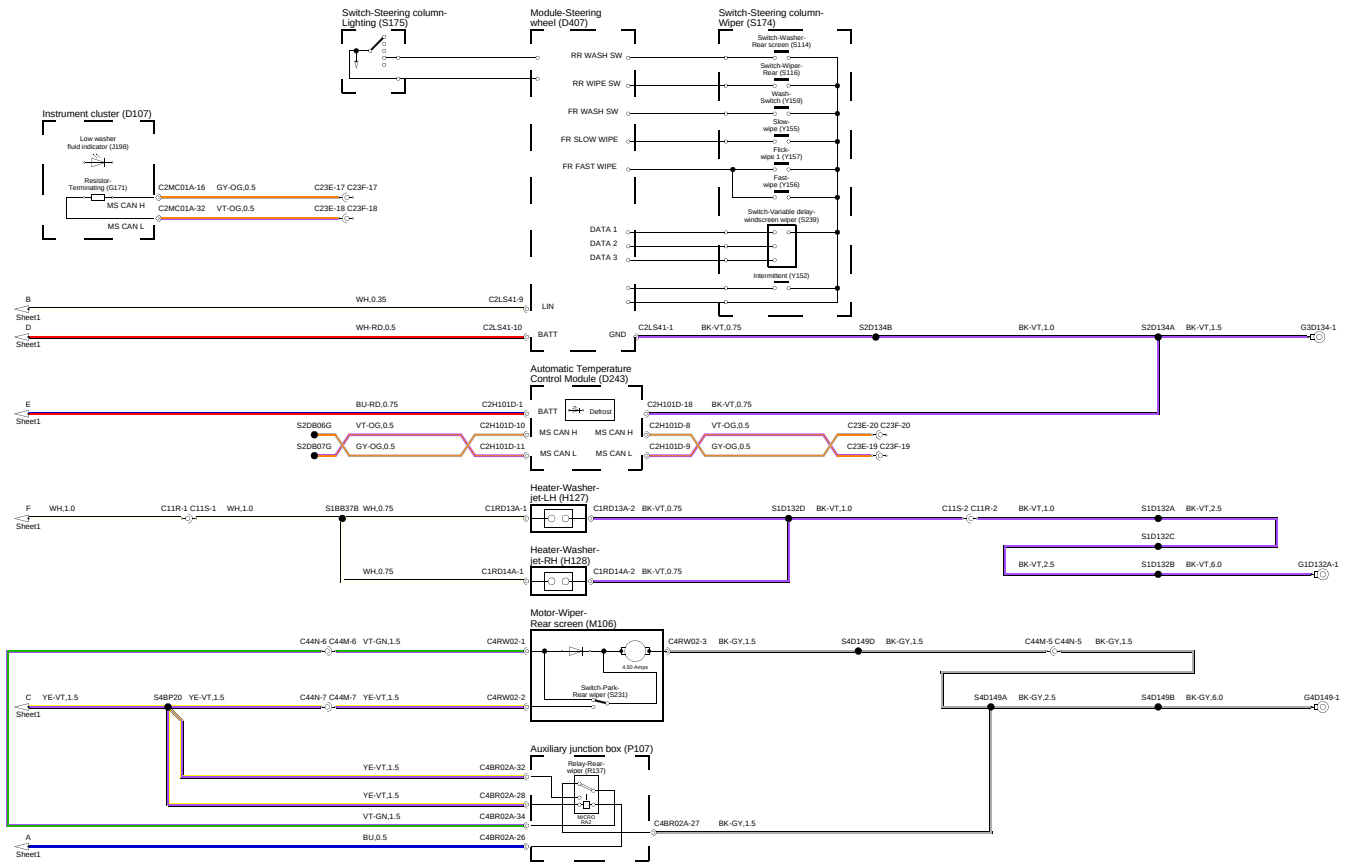 Switch-Steering column-
Lighting (S175)
Module-Steering
wheel (D407)
Switch-Steering column-
Wiper (S174)
RR WASH SW
RR WIPE SW
FR WASH SW
FR SLOW WIPE
FR FAST WIPE
DATA 1
DATA 2
DATA 3
Switch-Washer-
Rear screen (S114)
Switch-Wiper-
Rear (S116)
Wash-
Switch (Y159)
Slow-
wipe (Y155)
Flick-
wipe 1 (Y157)
Fast-
wipe (Y156)
Switch-Variable delay-
windscreen wiper (S239)
Intermittent (Y152)
Instrument cluster (D107)
Low washer
fluid indicator (J198)
Resistor-
Terminating (G171)
MS CAN H
MS CAN L
C2MC01A-16 GY-OG,0.5 C23E-17 C23F-17
C2MC01A-32 VT-OG,0.5 C23E-18 C23F-18
B
Sheet1
WH,0.35 C2LS41-9 LIN
D
Sheet1
WH-RD,0.5 C2LS41-10 BATT GND C2LS41-1 BK-VT,0.75 S2D134B BK-VT,1.0 S2D134A BK-VT,1.5 G3D134-1
Automatic Temperature
Control Module (D243)
E
Sheet1
BU-RD,0.75 C2H101D-1 BATT Defrost C2H101D-18 BK-VT,0.75
S2DB06G VT-OG,0.5 C2H101D-10 MS CAN H MS CAN H C2H101D-8 VT-OG,0.5 C23E-20 C23F-20
S2DB07G GY-OG,0.5 C2H101D-11 MS CAN L MS CAN L C2H101D-9 GY-OG,0.5 C23E-19 C23F-19
Heater-Washer-
jet-LH (H127)
F
Sheet1
WH,1.0 C11R-1 C11S-1 WH,1.0 S1BB37B WH,0.75 C1RD13A-1 C1RD13A-2 BK-VT,0.75 S1D132D BK-VT,1.0 C11S-2 C11R-2 BK-VT,1.0 S1D132A BK-VT,2.5
S1D132C
Heater-Washer-
jet-RH (H128)
WH,0.75 C1RD14A-1 C1RD14A-2 BK-VT,0.75 BK-VT,2.5 S1D132B BK-VT,6.0 G1D132A-1
Motor-Wiper-
Rear screen (M106)
C44N-6 C44M-6 VT-GN,1.5 C4RW02-1 C4RW02-3 BK-GY,1.5 S4D149D BK-GY,1.5 C44M-5 C44N-5 BK-GY,1.5
4.50 Amps
Switch-Park-
Rear wiper (S231)
C
Sheet1
YE-VT,1.5 S4BP20 YE-VT,1.5 C44N-7 C44M-7 YE-VT,1.5 C4RW02-2 S4D149A BK-GY,2.5 S4D149B BK-GY,6.0 G4D149-1
Auxiliary junction box (P107)
Relay-Rear-
wiper (R137)
MICRO
RA2
YE-VT,1.5 C4BR02A-32
YE-VT,1.5 C4BR02A-28
VT-GN,1.5 C4BR02A-34
C4BR02A-27 BK-GY,1.5
A
Sheet1
BU,0.5 C4BR02A-26